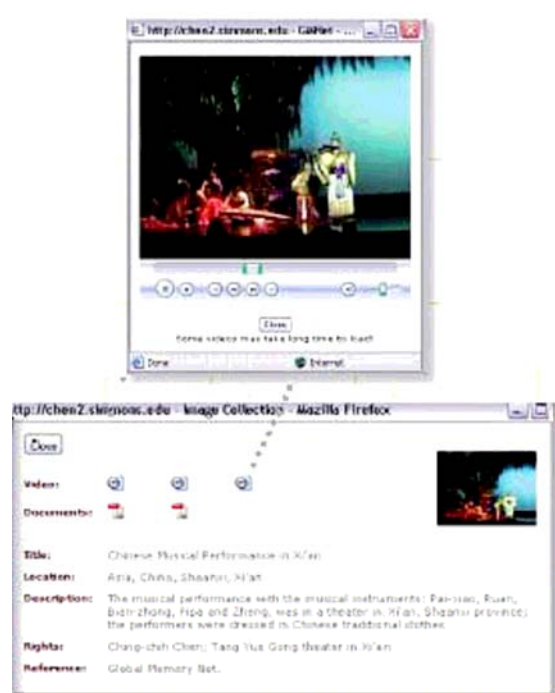 http://chen2.simmons.edu - GMNet - ...
Close
Some videos may take long time to load!
Done
Internet
ttp://chen2.simmons.edu - Image Collection - Mozilla Firefox
Close
Video:
Documents:
Title: Chinese Musical Performance in Xi'an
Location: Asia, China, Shaanxi, Xi'an
Description: The musical performance with the musical instruments: Pai-xiao, Ruan,
Bian-zhong, Pipa and Zheng, was in a theater in Xi'an, Shaanxi province;
the performers were dressed in Chinese traditional clothes.
Rights: Ching-chih Chen; Tang Yue Gong theater in Xi'an
Reference: Global Memory Net.